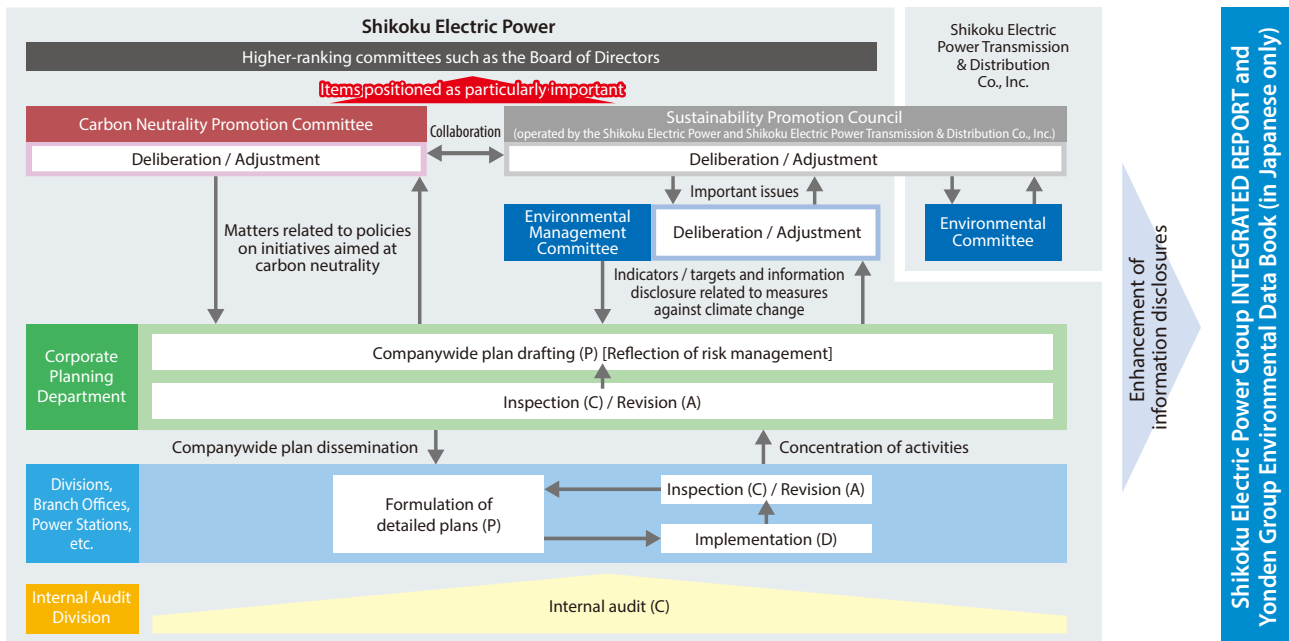 Shikoku Electric Power
Higher-ranking committees such as the Board of Directors
Items positioned as particularly important
Shikoku Electric
Power Transmission
& Distribution
Co., Inc.
Carbon Neutrality Promotion Committee
Deliberation / Adjustment
Collaboration
Sustainability Promotion Council
(operated by the Shikoku Electric Power and Shikoku Electric Power Transmission & Distribution Co., Inc.)
Deliberation / Adjustment
Important issues
Matters related to policies
on initiatives aimed at
carbon neutrality
Environmental
Management
Committee
Deliberation / Adjustment
Environmental
Committee
Indicators / targets and information
disclosure related to measures
against climate change
Corporate
Planning
Department
Companywide plan drafting (P) [Reflection of risk management]
Inspection (C) / Revision (A)
Companywide plan dissemination
Concentration of activities
Divisions,
Branch Offices,
Power Stations,
etc.
Formulation of
detailed plans (P)
Inspection (C) / Revision (A)
Implementation (D)
Internal Audit
Division
Internal audit (C)
Enhancement of
information disclosures
Shikoku Electric Power Group INTEGRATED REPORT and
Yonden Group Environmental Data Book (in Japanese only)